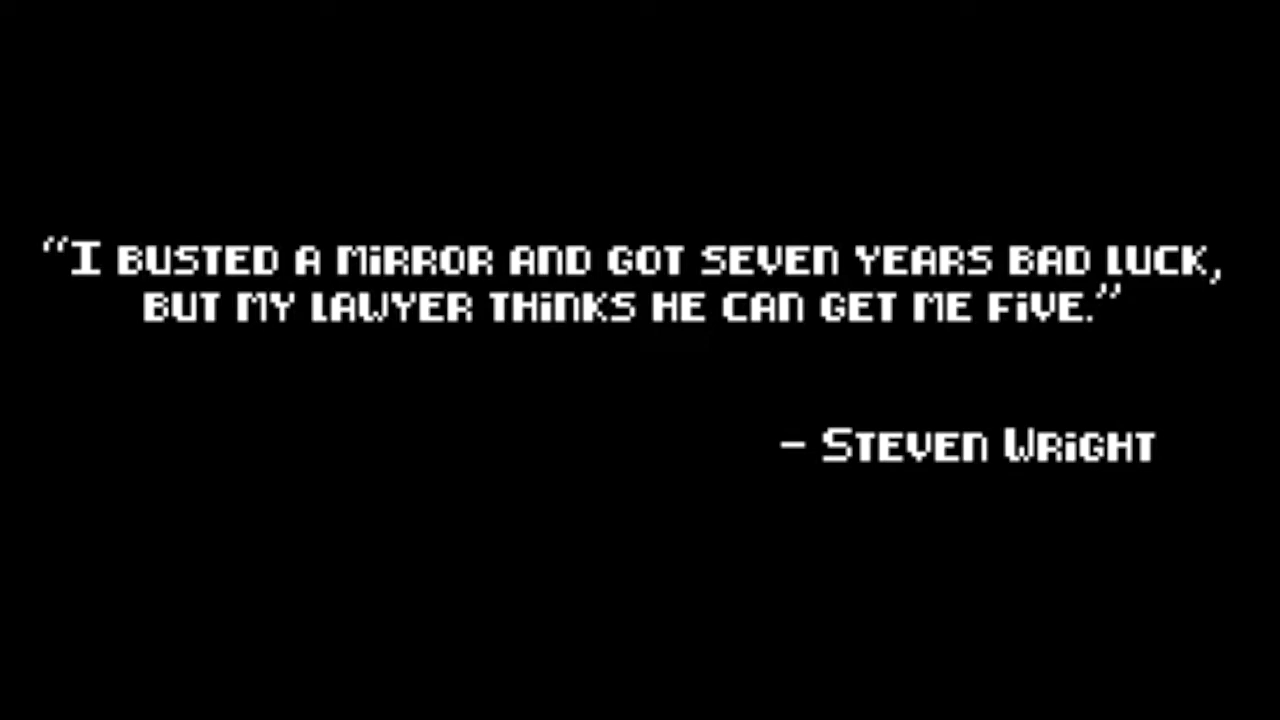 “I BUSTED A MiRROR AND GOT SEVEN YEARS BAD LUCK,
BUT MY LAWYER THiNKS HE CAN GET ME FiVE.”
– STEVEN WRiGHT